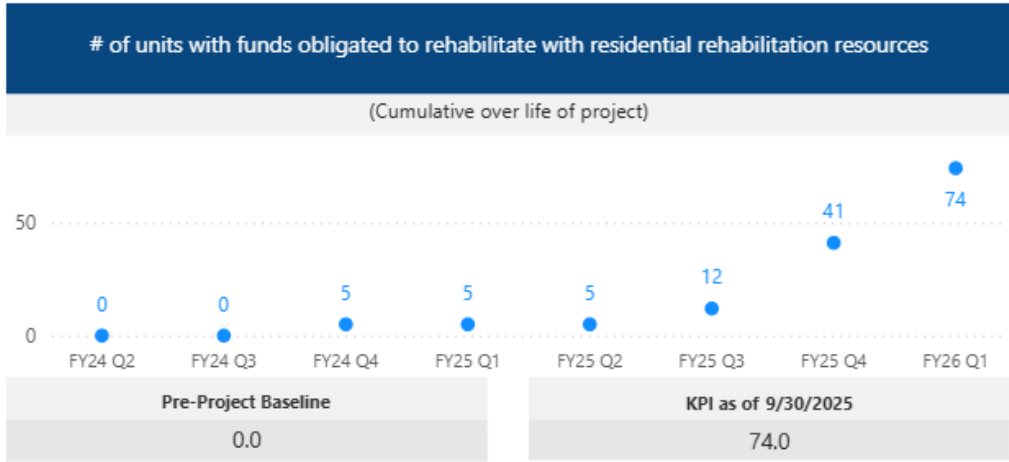 # of units with funds obligated to rehabilitate with residential rehabilitation resources
(Cumulative over life of project)
50
0
0
0
5
5
5
12
41
74
FY24 Q2
FY24 Q3
FY24 Q4
FY25 Q1
FY25 Q2
FY25 Q3
FY25 Q4
FY26 Q1
Pre-Project Baseline
0.0
KPI as of 9/30/2025
74.0